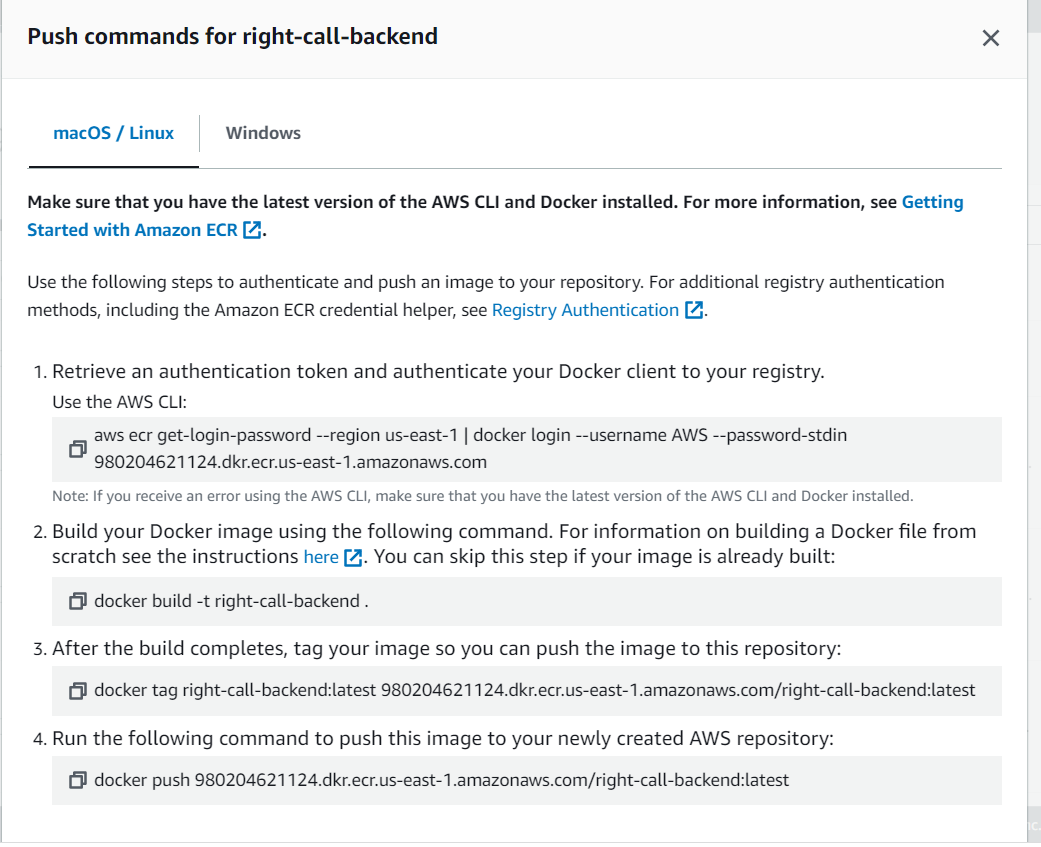 Push commands for right-call-backend
macOS / Linux
Windows
Make sure that you have the latest version of the AWS CLI and Docker installed. For more information, see Getting
Started with Amazon ECR.
Use the following steps to authenticate and push an image to your repository. For additional registry authentication
methods, including the Amazon ECR credential helper, see Registry Authentication.
1. Retrieve an authentication token and authenticate your Docker client to your registry.
Use the AWS CLI:
aws ecr get-login-password --region us-east-1 | docker login --username AWS --password-stdin
980204621124.dkr.ecr.us-east-1.amazonaws.com
Note: If you receive an error using the AWS CLI, make sure that you have the latest version of the AWS CLI and Docker installed.
2. Build your Docker image using the following command. For information on building a Docker file from
scratch see the instructions here. You can skip this step if your image is already built:
docker build -t right-call-backend .
3. After the build completes, tag your image so you can push the image to this repository:
docker tag right-call-backend:latest 980204621124.dkr.ecr.us-east-1.amazonaws.com/right-call-backend:latest
4. Run the following command to push this image to your newly created AWS repository:
docker push 980204621124.dkr.ecr.us-east-1.amazonaws.com/right-call-backend:latest